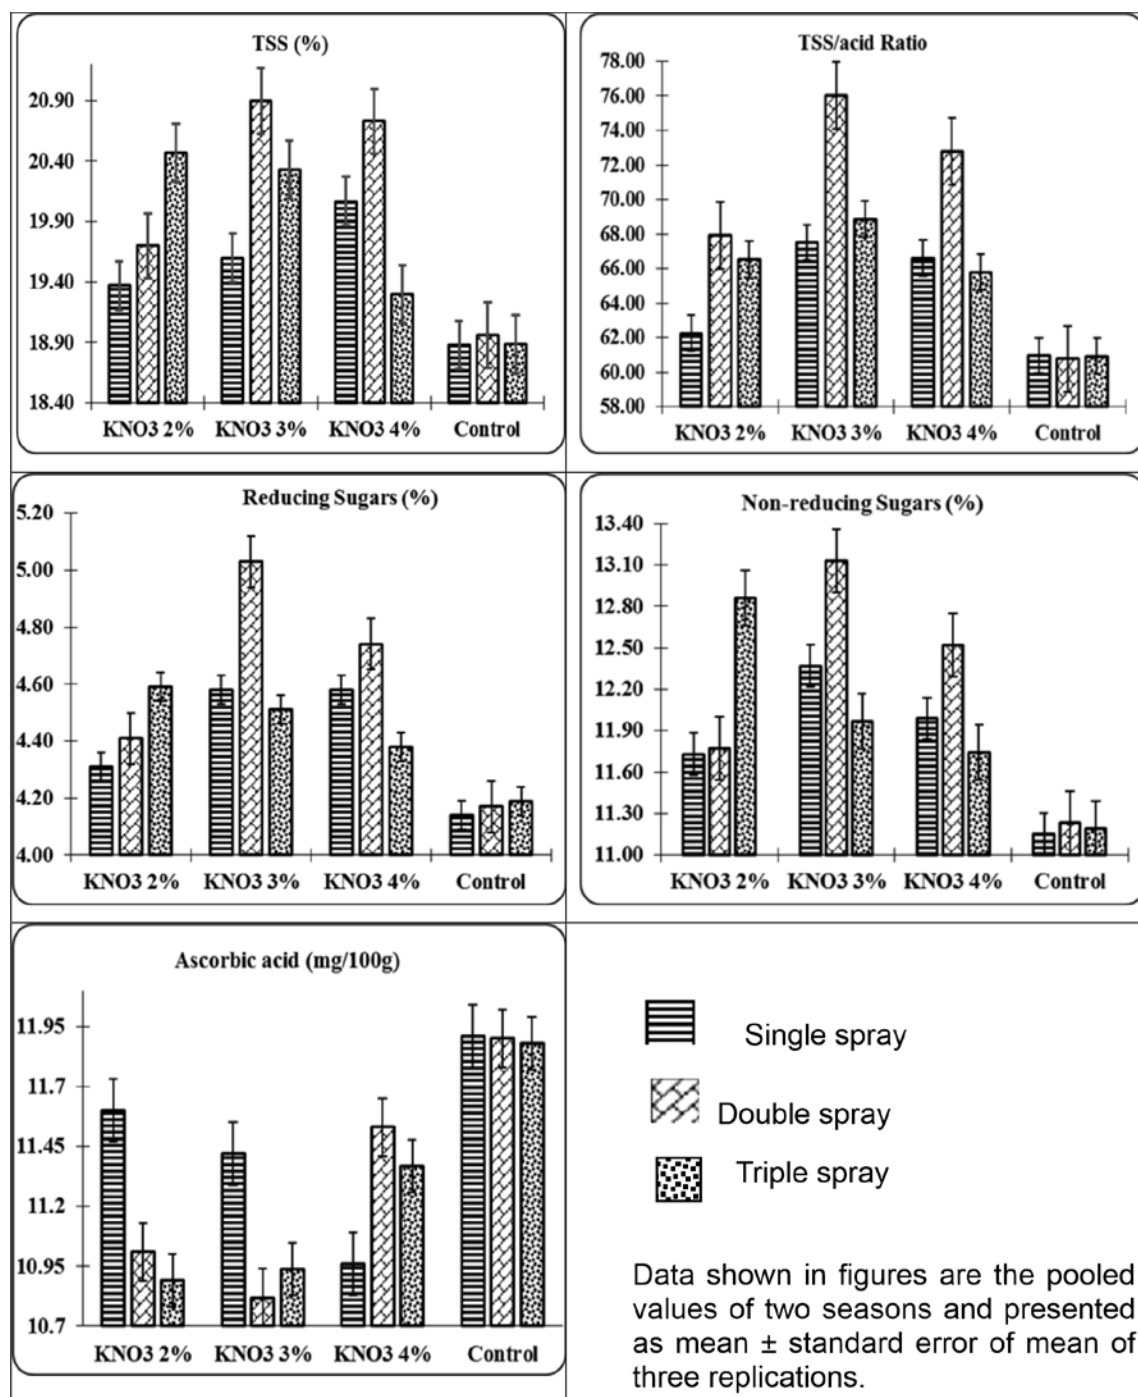 TSS (%)
20.90
20.40
19.90
19.40
18.90
18.40
KNO3 2% KNO3 3% KNO3 4% Control
TSS/acid Ratio
78.00
76.00
74.00
72.00
70.00
68.00
66.00
64.00
62.00
60.00
58.00
KNO3 2% KNO3 3% KNO3 4% Control
Reducing Sugars (%)
5.20
5.00
4.80
4.60
4.40
4.20
4.00
KNO3 2% KNO3 3% KNO3 4% Control
Non-reducing Sugars (%)
13.40
13.10
12.80
12.50
12.20
11.90
11.60
11.30
11.00
KNO3 2% KNO3 3% KNO3 4% Control
Ascorbic acid (mg/100g)
11.95
11.7
11.45
11.2
10.95
10.7
KNO3 2% KNO3 3% KNO3 4% Control
Single spray
Double spray
Triple spray
Data shown in figures are the pooled
values of two seasons and presented
as mean ± standard error of mean of
three replications.